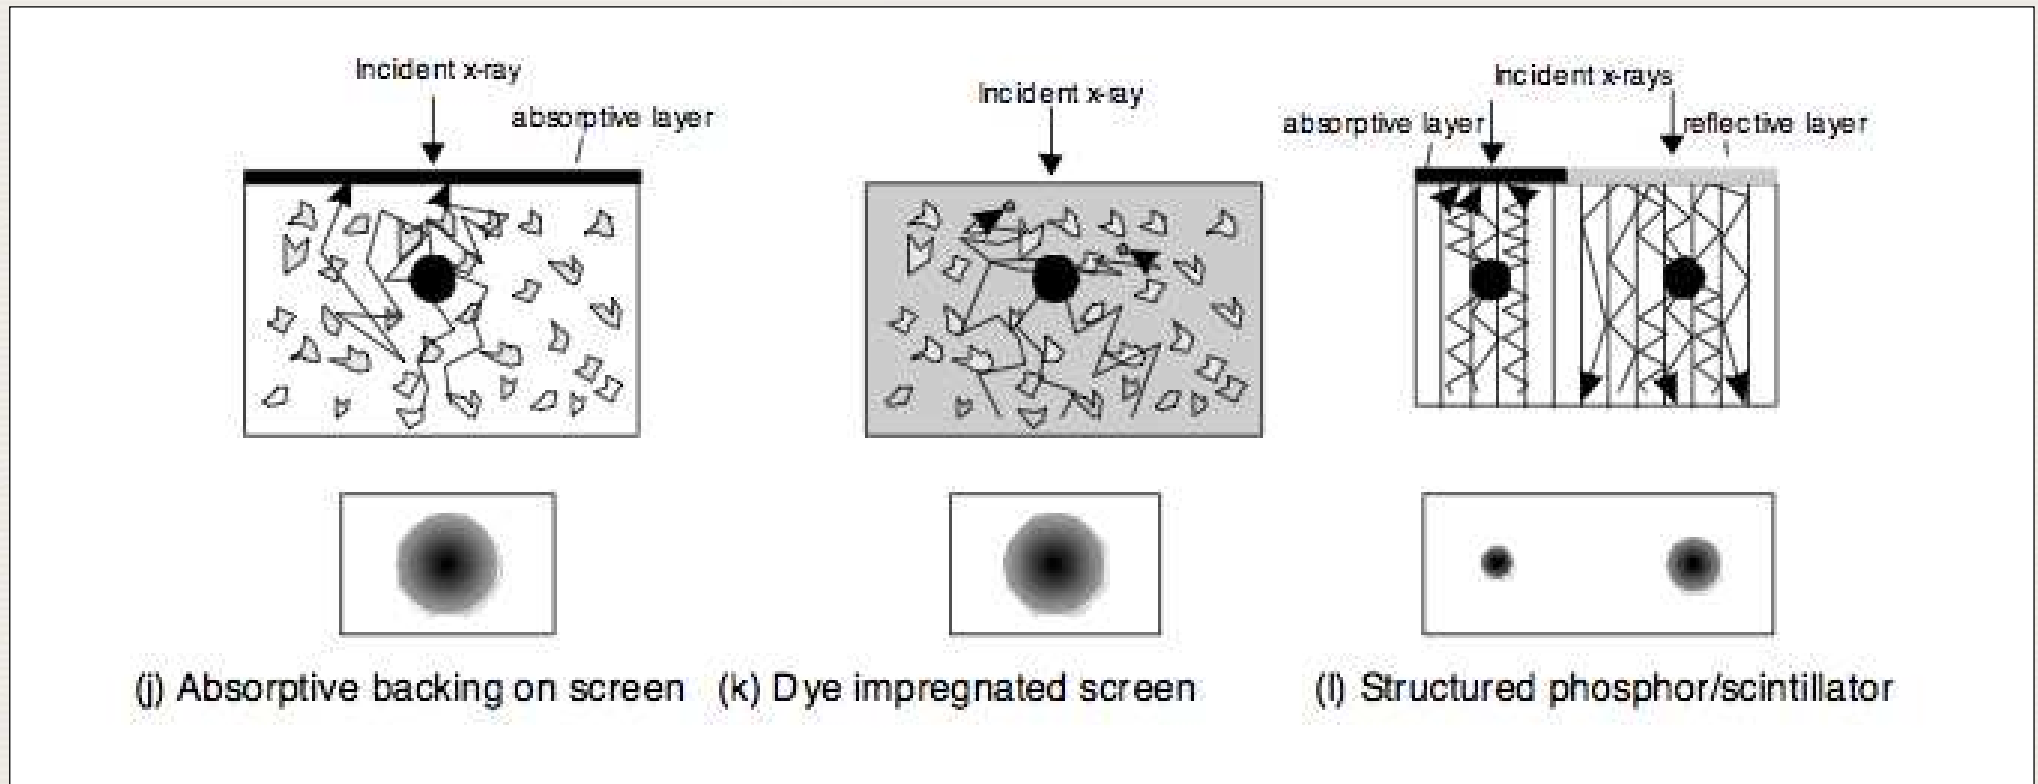 Incident x-ray
absorptive layer
Incident x-ray
Incident x-rays
absorptive layer
reflective layer
(j) Absorptive backing on screen
(k) Dye impregnated screen
(l) Structured phosphor/scintillator